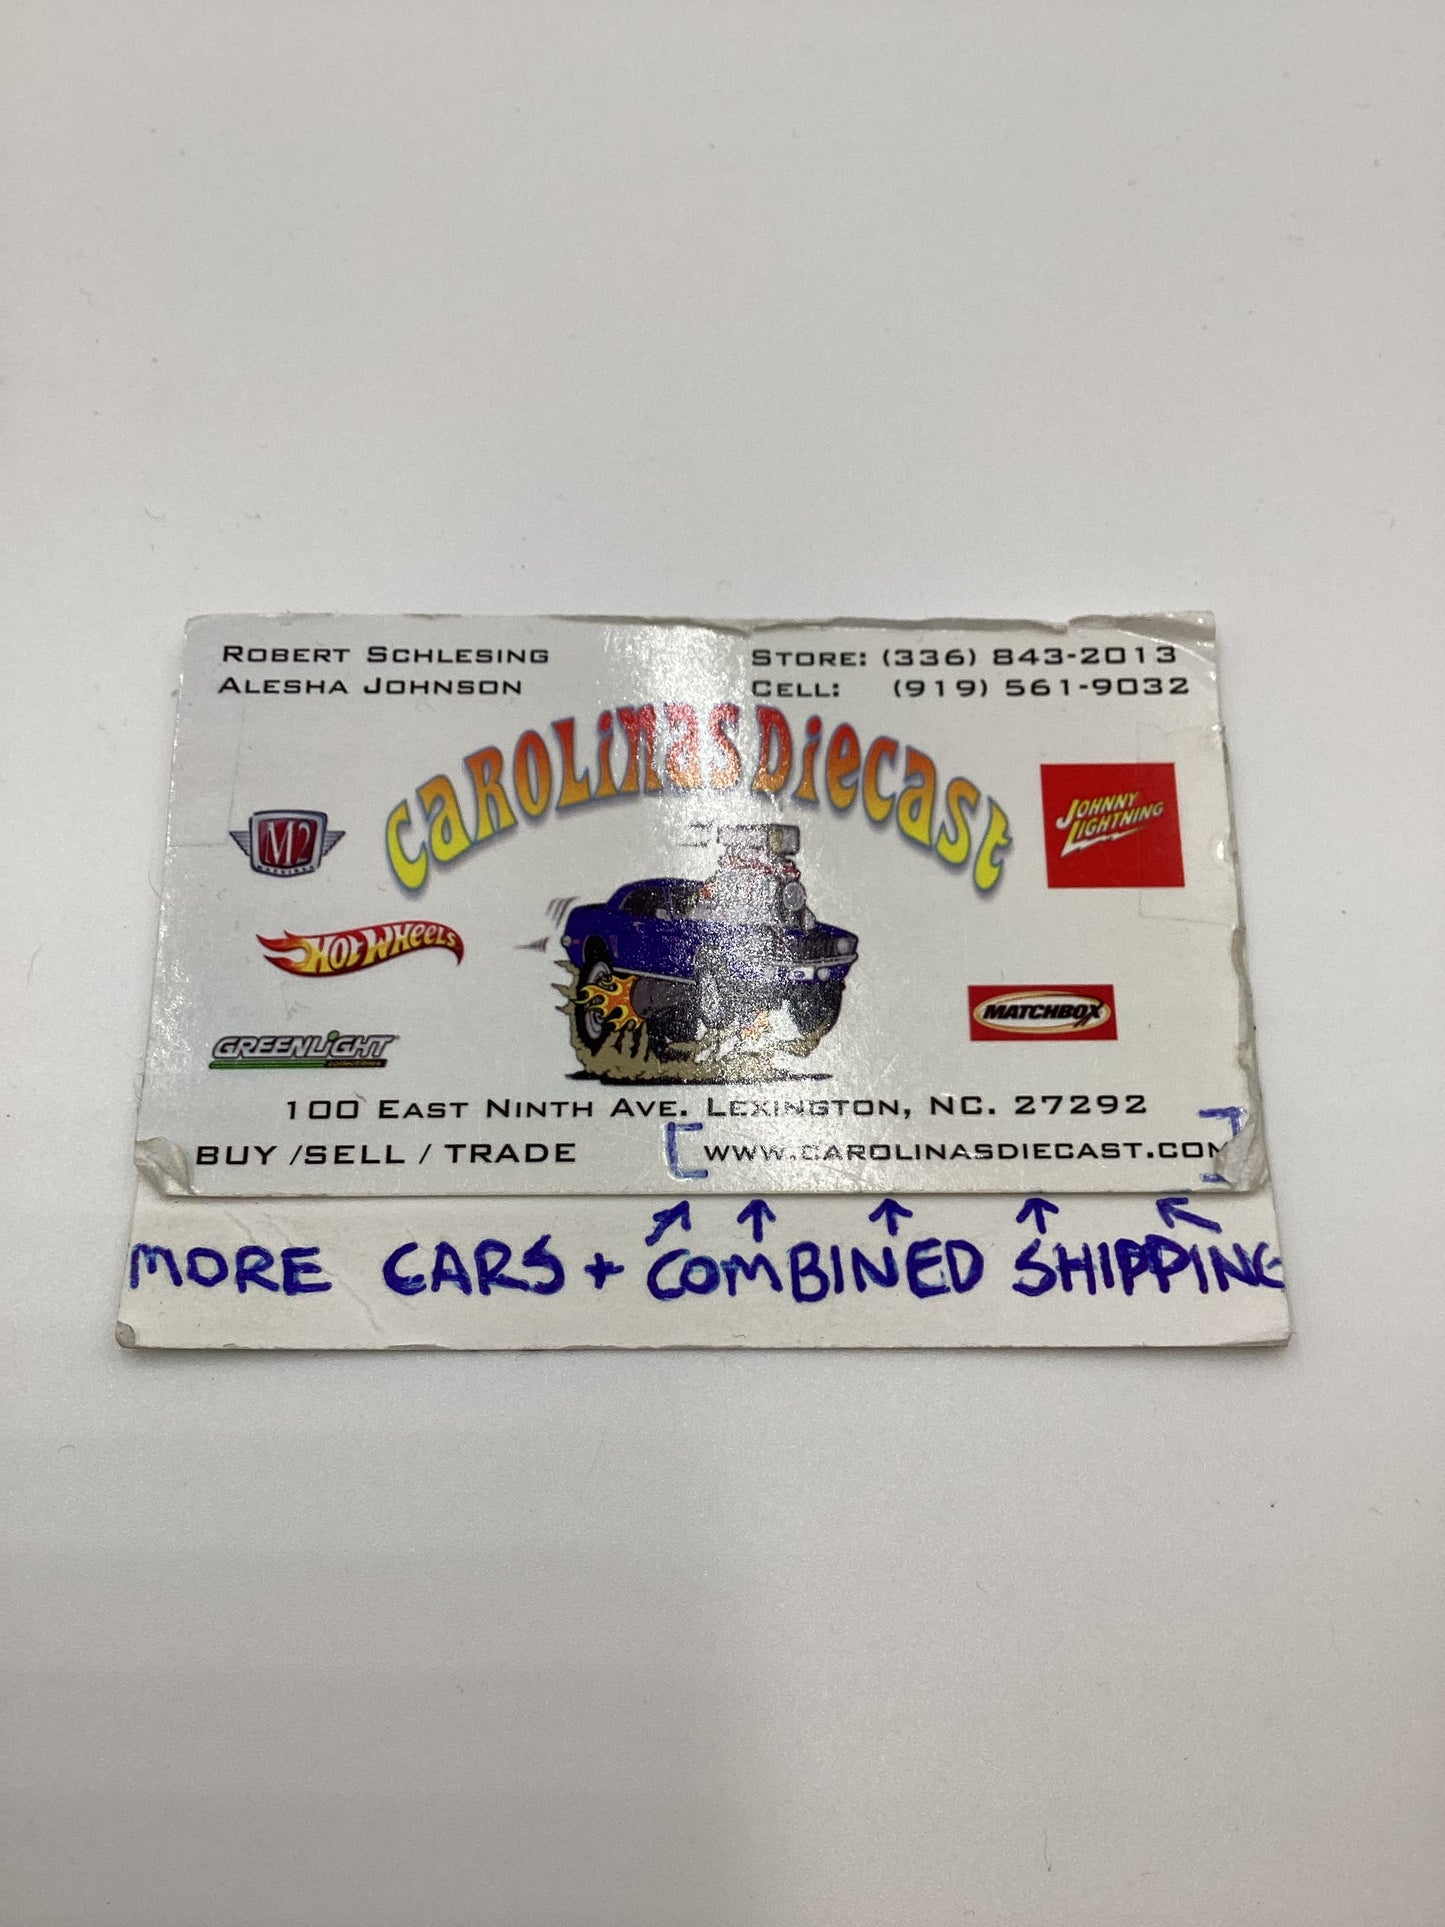 ROBERT SCHLESING
ALESHA JOHNSON
STORE: (336) 843-2013
CELL: (919) 561-9032
CAROLINAS DIECAST
M2
MACHINES
JOHNNY
LIGHTNING
HOT WHEELS
MATCHBOX
GREENLIGHT
collectibles
100 EAST NINTH AVE. LEXINGTON, NC. 27292
BUY /SELL / TRADE
[WWW.CAROLINASDIECAST.COM]
MORE CARS + COMBINED SHIPPING